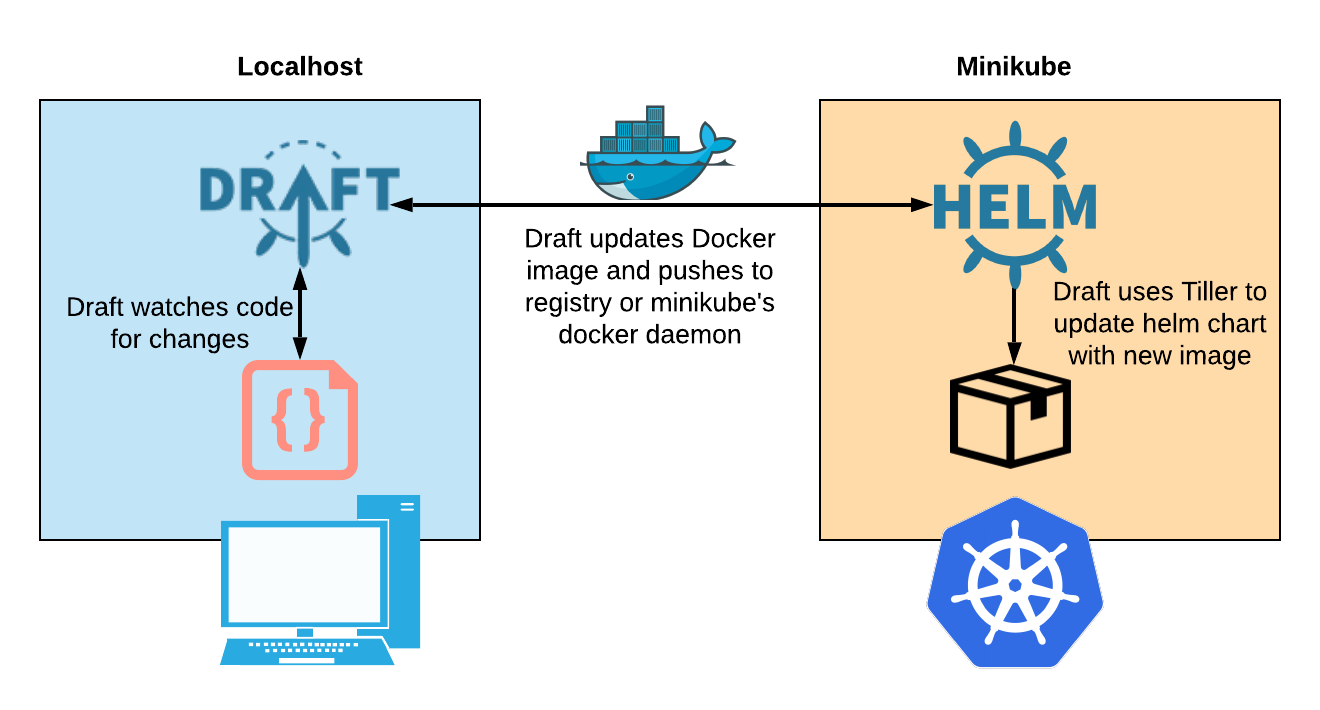 Localhost
Minikube
DRAFT
HELM
Draft updates Docker
image and pushes to
registry or minikube's
docker daemon
Draft watches code
for changes
Draft uses Tiller to
update helm chart
with new image
{}